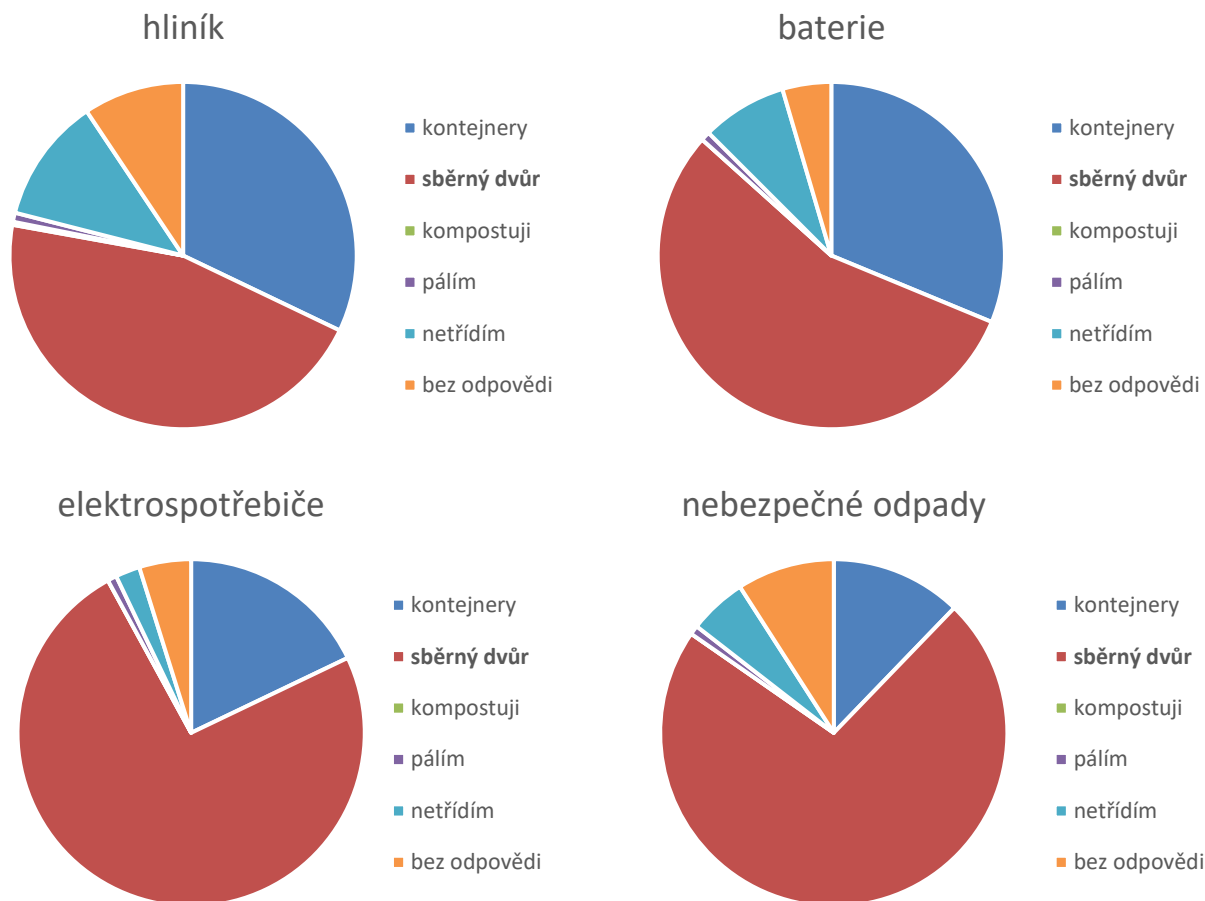 hliník
kontejnery
sběrný dvůr
kompostuji
pálím
netřídím
bez odpovědi
baterie
kontejnery
sběrný dvůr
kompostuji
pálím
netřídím
bez odpovědi
elektrospotřebiče
kontejnery
sběrný dvůr
kompostuji
pálím
netřídím
bez odpovědi
nebezpečné odpady
kontejnery
sběrný dvůr
kompostuji
pálím
netřídím
bez odpovědi